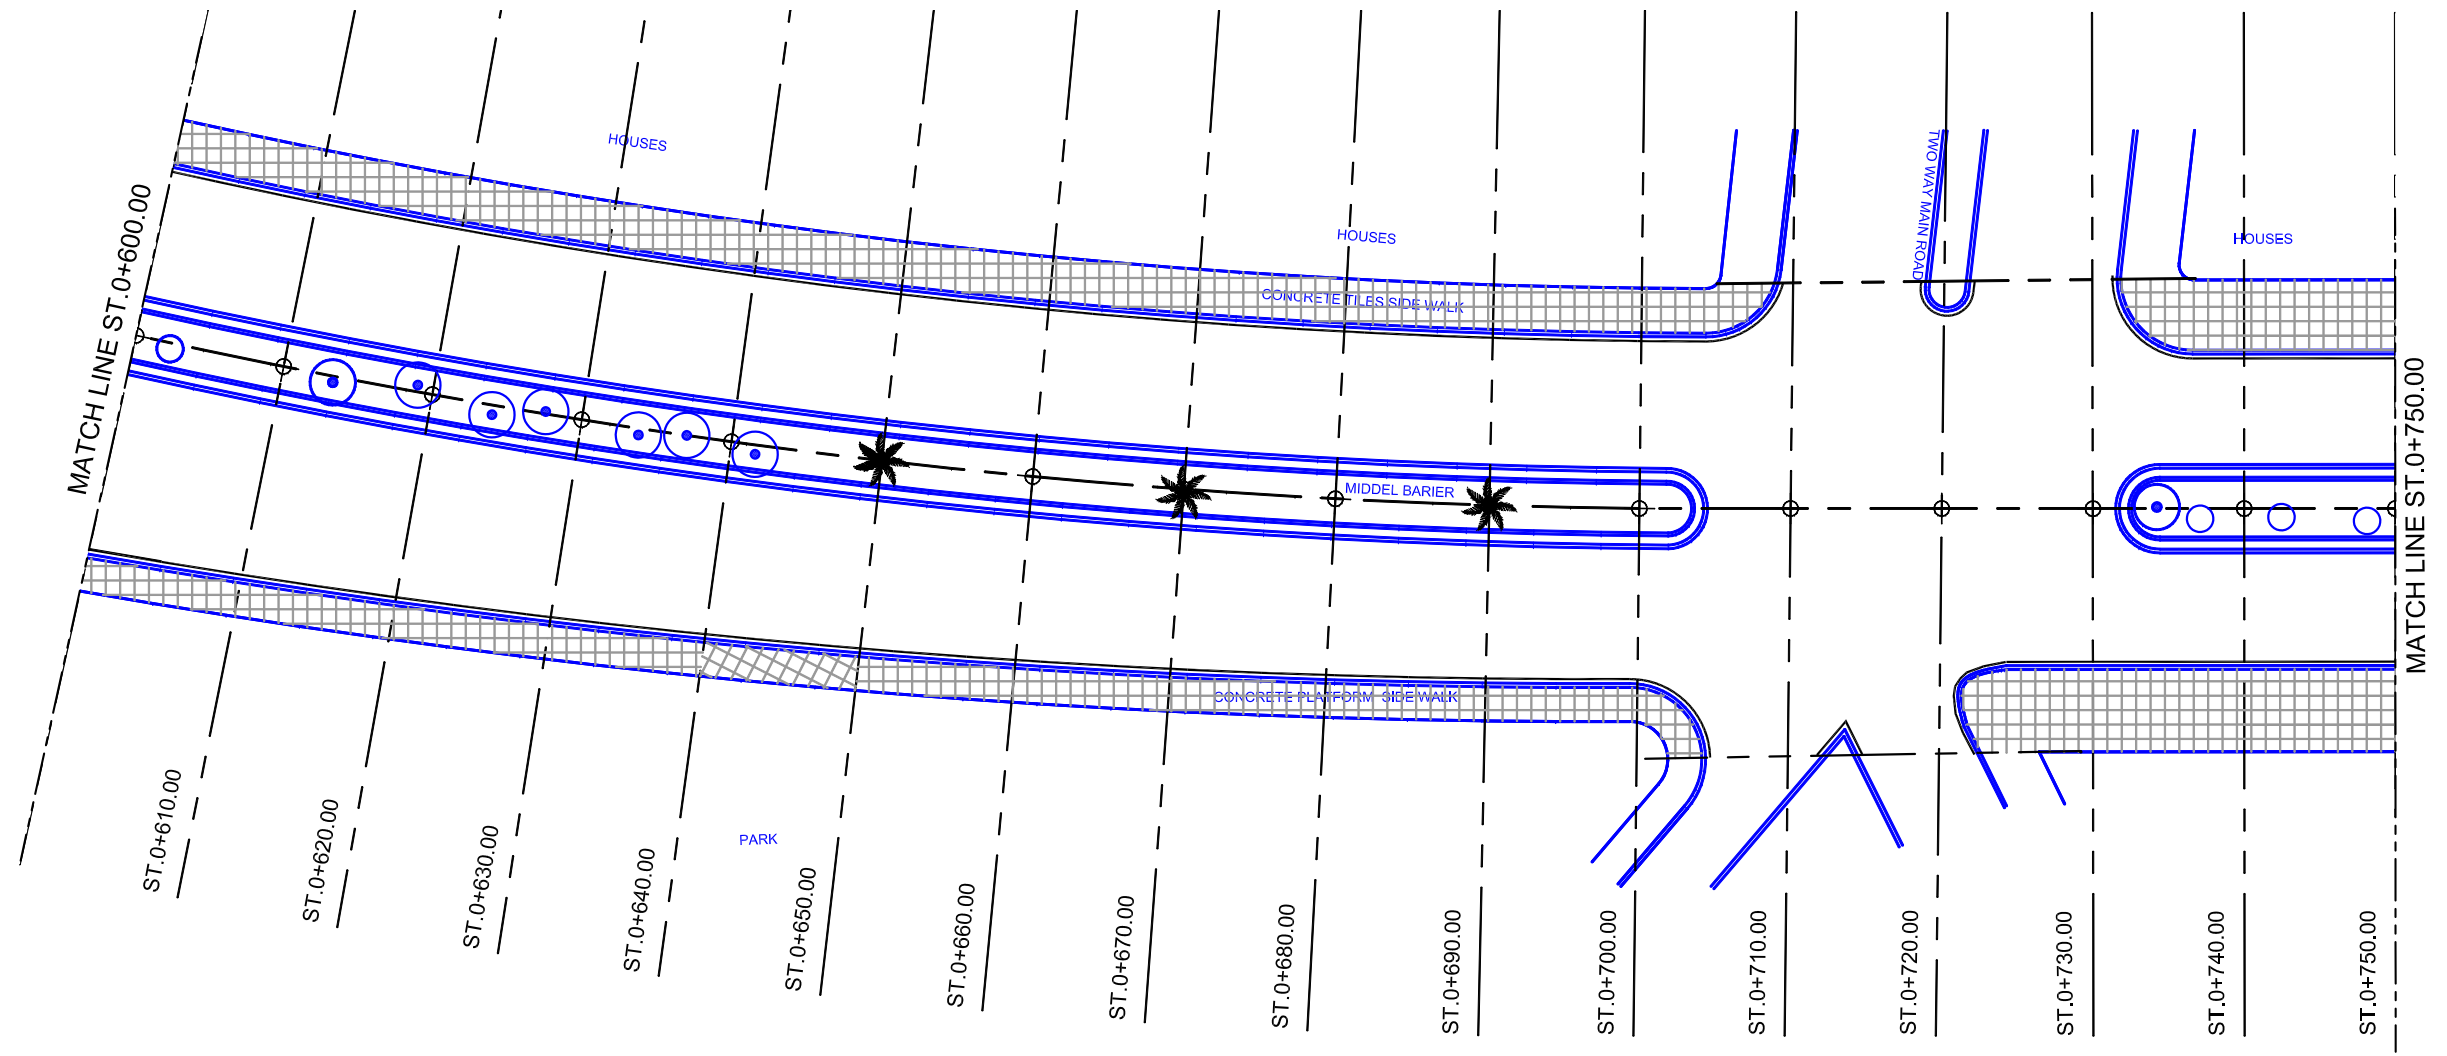 HOUSES
TWO WAY MAIN ROAD
HOUSES
HOUSES
MATCH LINE ST.0+600.00
CONCRETE TILES SIDE WALK
MIDDEL BARIER
MATCH LINE ST.0+750.00
CONCRETE PLATFORM SIDE WALK
PARK
ST.0+610.00
ST.0+620.00
ST.0+630.00
ST.0+640.00
ST.0+650.00
ST.0+660.00
ST.0+670.00
ST.0+680.00
ST.0+690.00
ST.0+700.00
ST.0+710.00
ST.0+720.00
ST.0+730.00
ST.0+740.00
ST.0+750.00